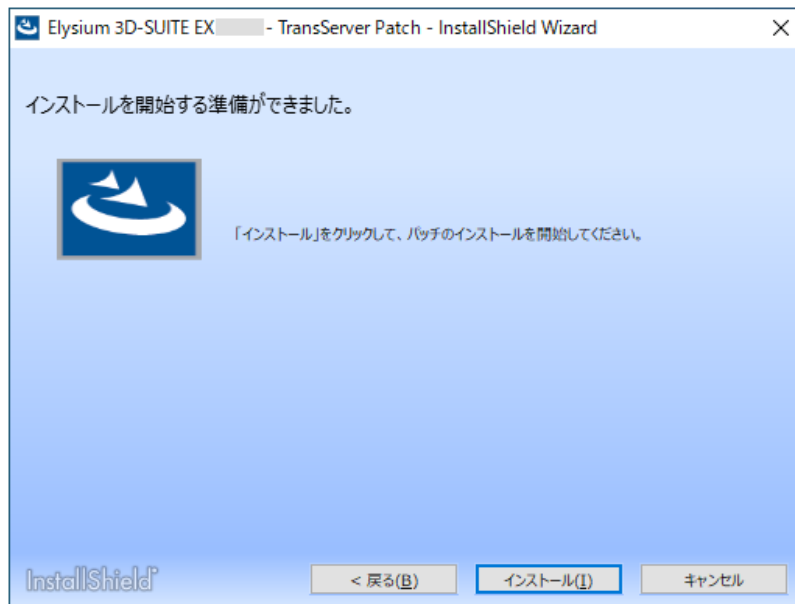 Elysium 3D-SUITE EX - TransServer Patch - InstallShield Wizard
インストールを開始する準備ができました。
「インストール」をクリックして、パッチのインストールを開始してください。
InstallShield
< 戻る(B)
インストール(I)
キャンセル